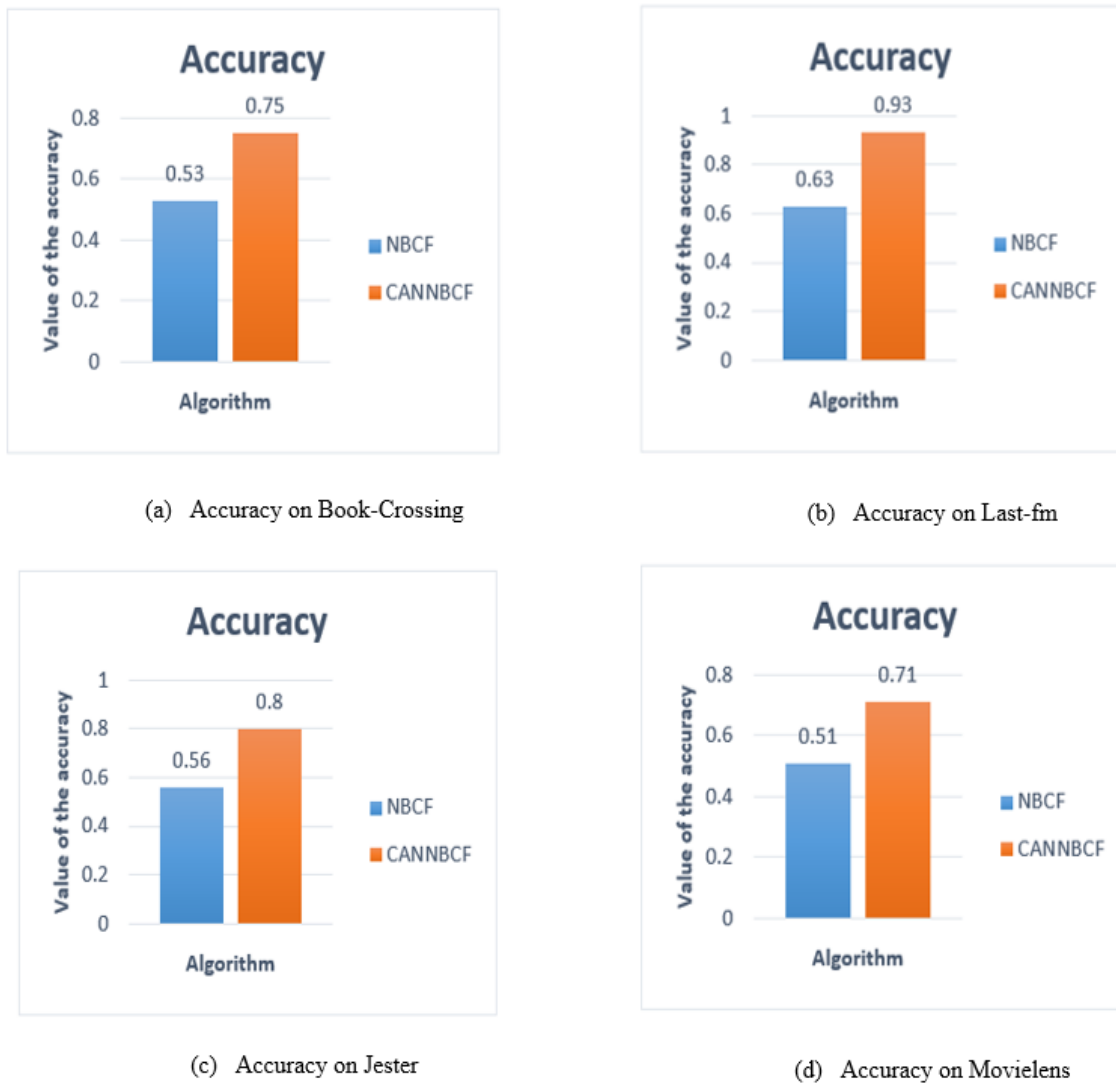 Accuracy
0.75
0.8
0.53
0.6
0.4
0.2
0
Value of the accuracy
NBCF
CANNBCF
Algorithm
(a) Accuracy on Book-Crossing
Accuracy
0.93
1
0.8
0.63
0.6
0.4
0.2
0
Value of the accuracy
NBCF
CANNBCF
Algorithm
(b) Accuracy on Last-fm
Accuracy
1
0.8
0.8
0.56
0.6
0.4
0.2
0
Value of the accuracy
NBCF
CANNBCF
Algorithm
(c) Accuracy on Jester
Accuracy
0.8
0.71
0.6
0.51
0.4
0.2
0
Value of the accuracy
NBCF
CANNBCF
Algorithm
(d) Accuracy on Movielens